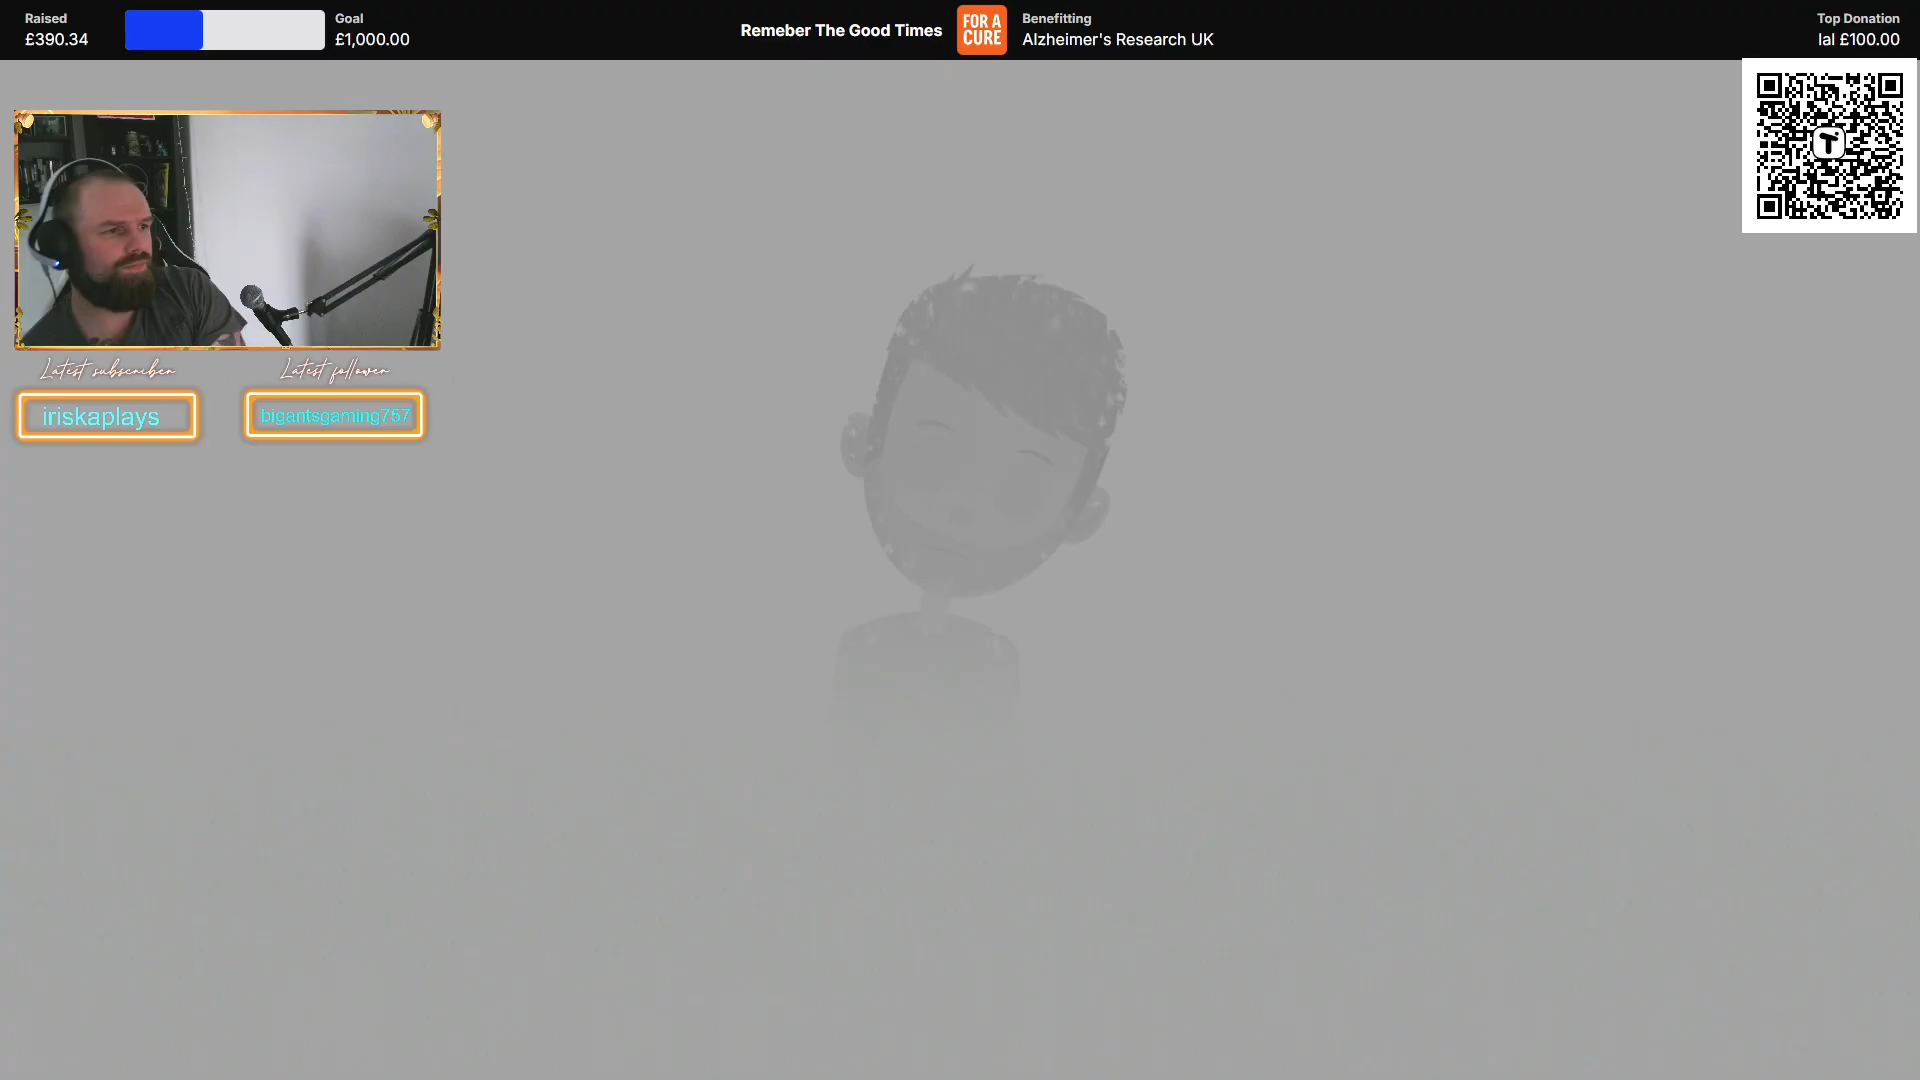 Raised
£390.34
Goal
£1,000.00
Remeber The Good Times
FOR A
CURE
Benefitting
Alzheimer's Research UK
Top Donation
lal £100.00
Latest subscriber
Latest follower
iriskaplays
bigantsgaming757